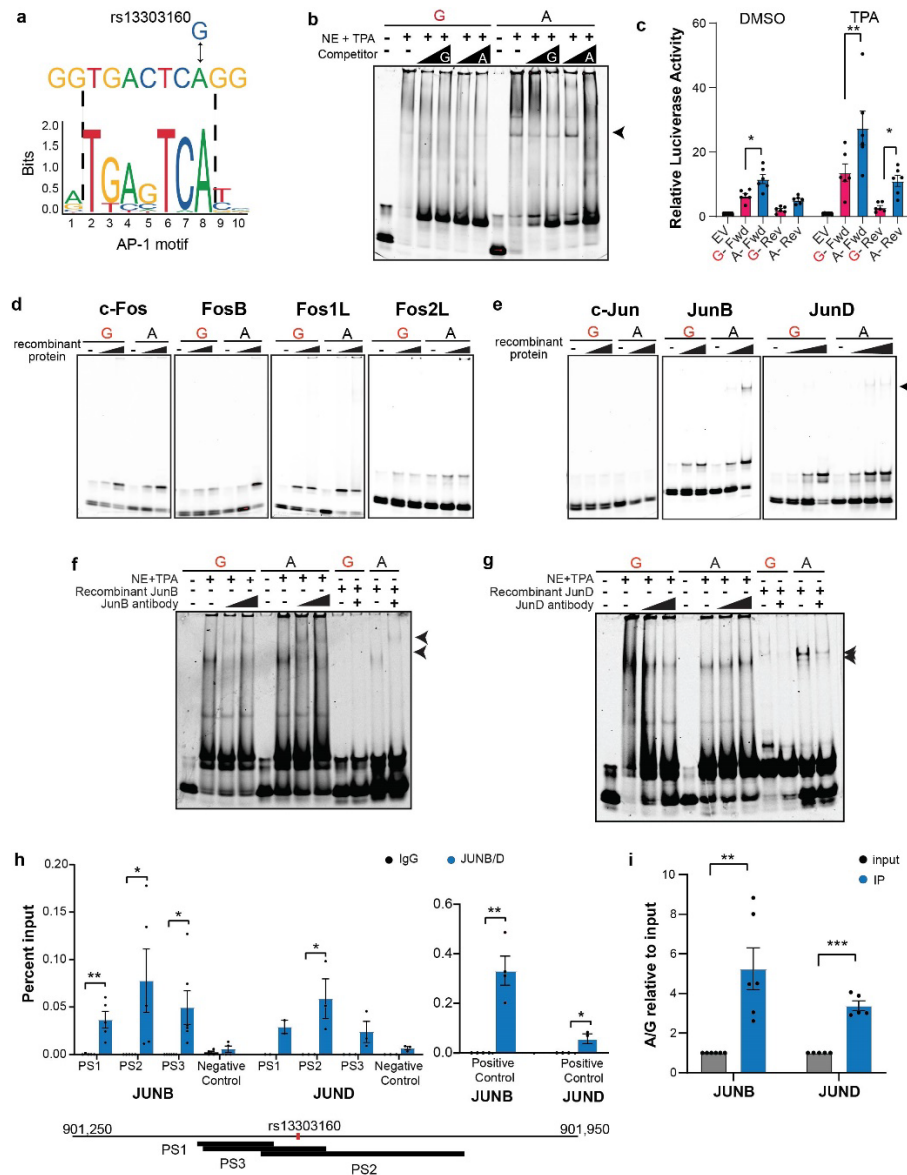 a
rs13303160
G
GGTGACTCAGG
Bits
2.0
1.5
1.0
0.5
0.0
1 2 3 4 5 6 7 8 9 10
AP-1 motif
b
G A
NE + TPA - + + + + + - + + + + +
Competitor G A G A
c
DMSO TPA
Relative Luciferase Activity
60
40
20
0
* ** *
EV G- Fwd A- Fwd G- Rev A- Rev EV G- Fwd A- Fwd G- Rev A- Rev
d
c-Fos FosB Fos1L Fos2L
G A G A G A G A
recombinant protein - - - - - - - -
e
c-Jun JunB JunD
G A G A G A
recombinant protein - - - - - -
f
G A G A
NE+TPA - + + + - + + + - - - -
Recombinant JunB + + + +
JunB antibody - + - +
g
G A G A
NE+TPA - + + + - + + + - - - -
Recombinant JunD + + + +
JunD antibody - + - +
h
IgG JUNB/D
Percent input
0.20
0.15
0.10
0.05
0.00
** * * *
PS1 PS2 PS3 Negative Control PS1 PS2 PS3 Negative Control
JUNB JUND
0.6
0.4
0.2
0.0
** *
Positive Control Positive Control
JUNB JUND
901,250 rs13303160 901,950
PS1
PS3
PS2
i
input
IP
A/G relative to input
10
8
6
4
2
0
** ***
JUNB JUND